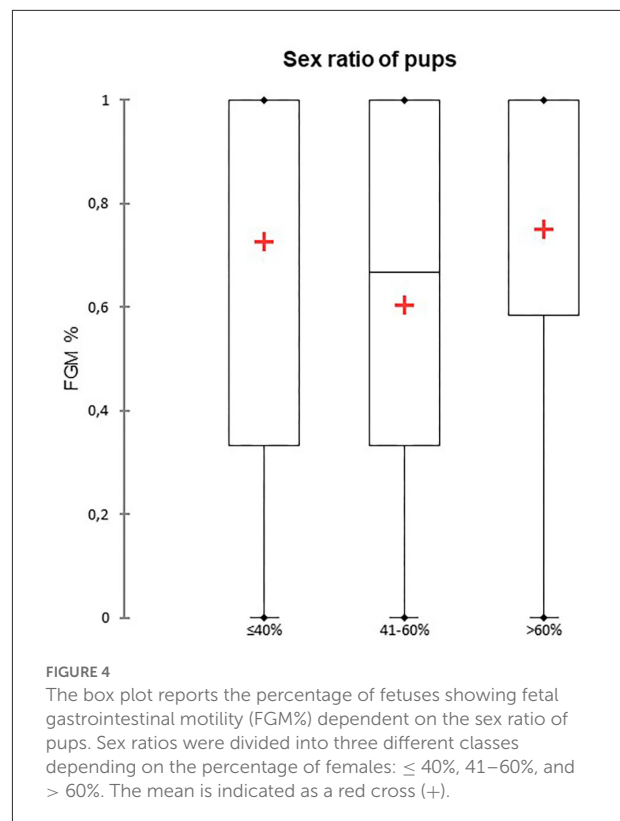 Sex ratio of pups
1
0,8
0,6
0,4
0,2
0
FGM %
≤40%
41-60%
>60%
FIGURE 4
The box plot reports the percentage of fetuses showing fetal
gastrointestinal motility (FGM%) dependent on the sex ratio of
pups. Sex ratios were divided into three different classes
depending on the percentage of females: ≤ 40%, 41–60%, and
> 60%. The mean is indicated as a red cross (+).